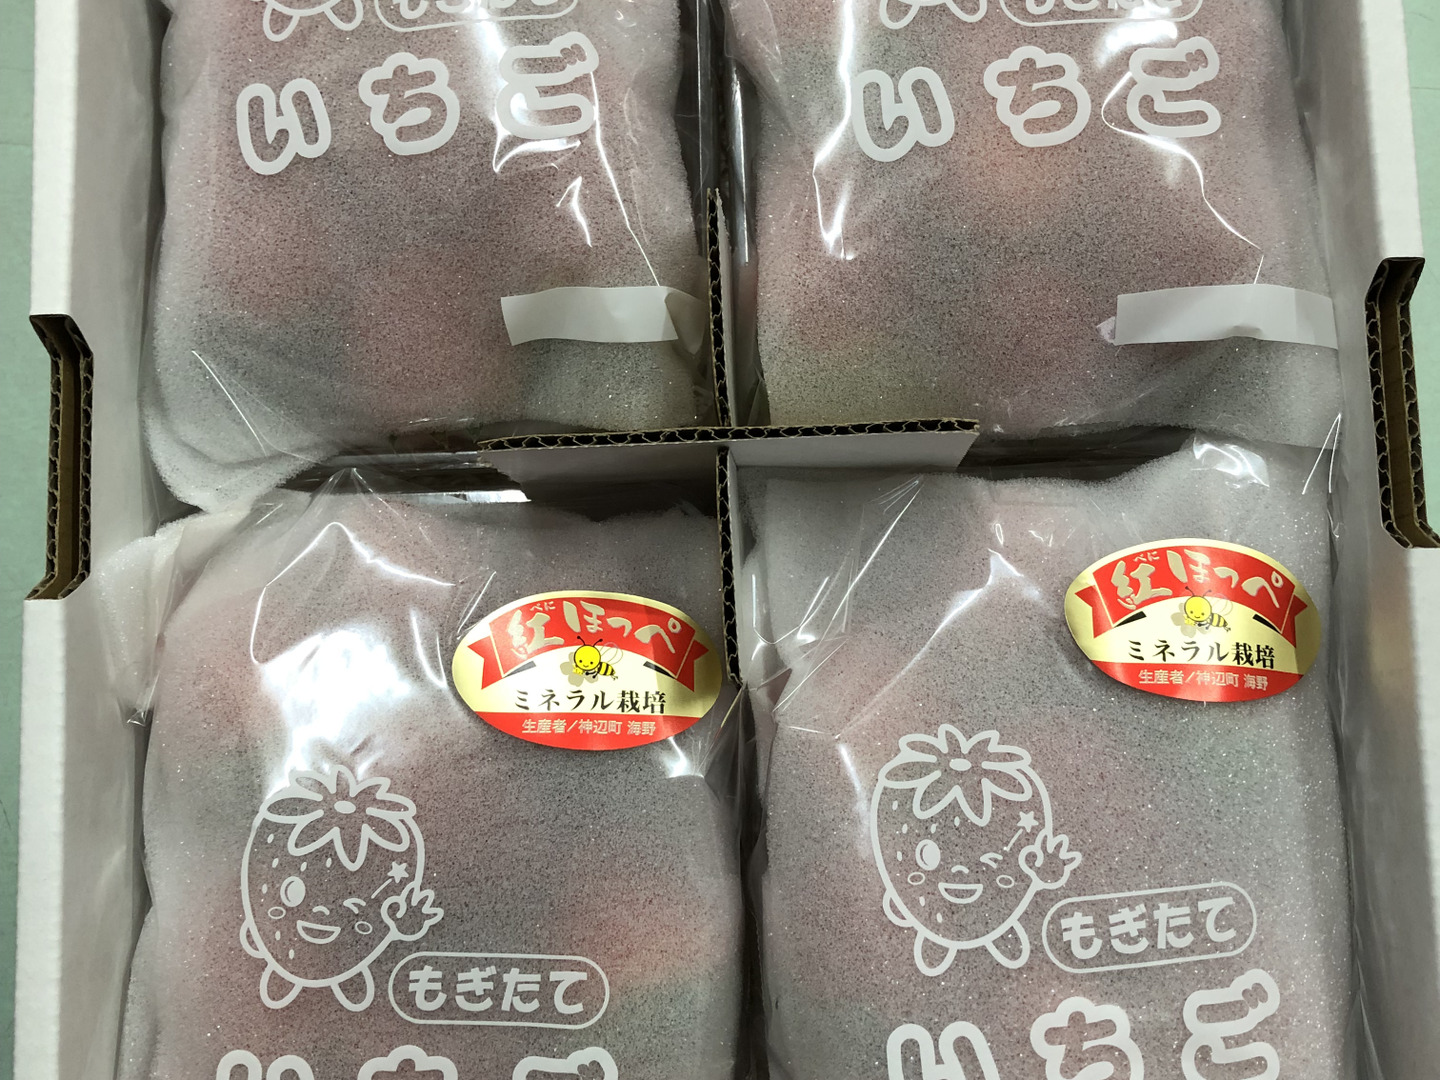 いちご
いちご
べに
紅ほっぺ
ミネラル栽培
生産者/神辺町 海野
べに
紅ほっぺ
ミネラル栽培
生産者/神辺町 海野
もぎたて
いちご
もぎたて
いちご